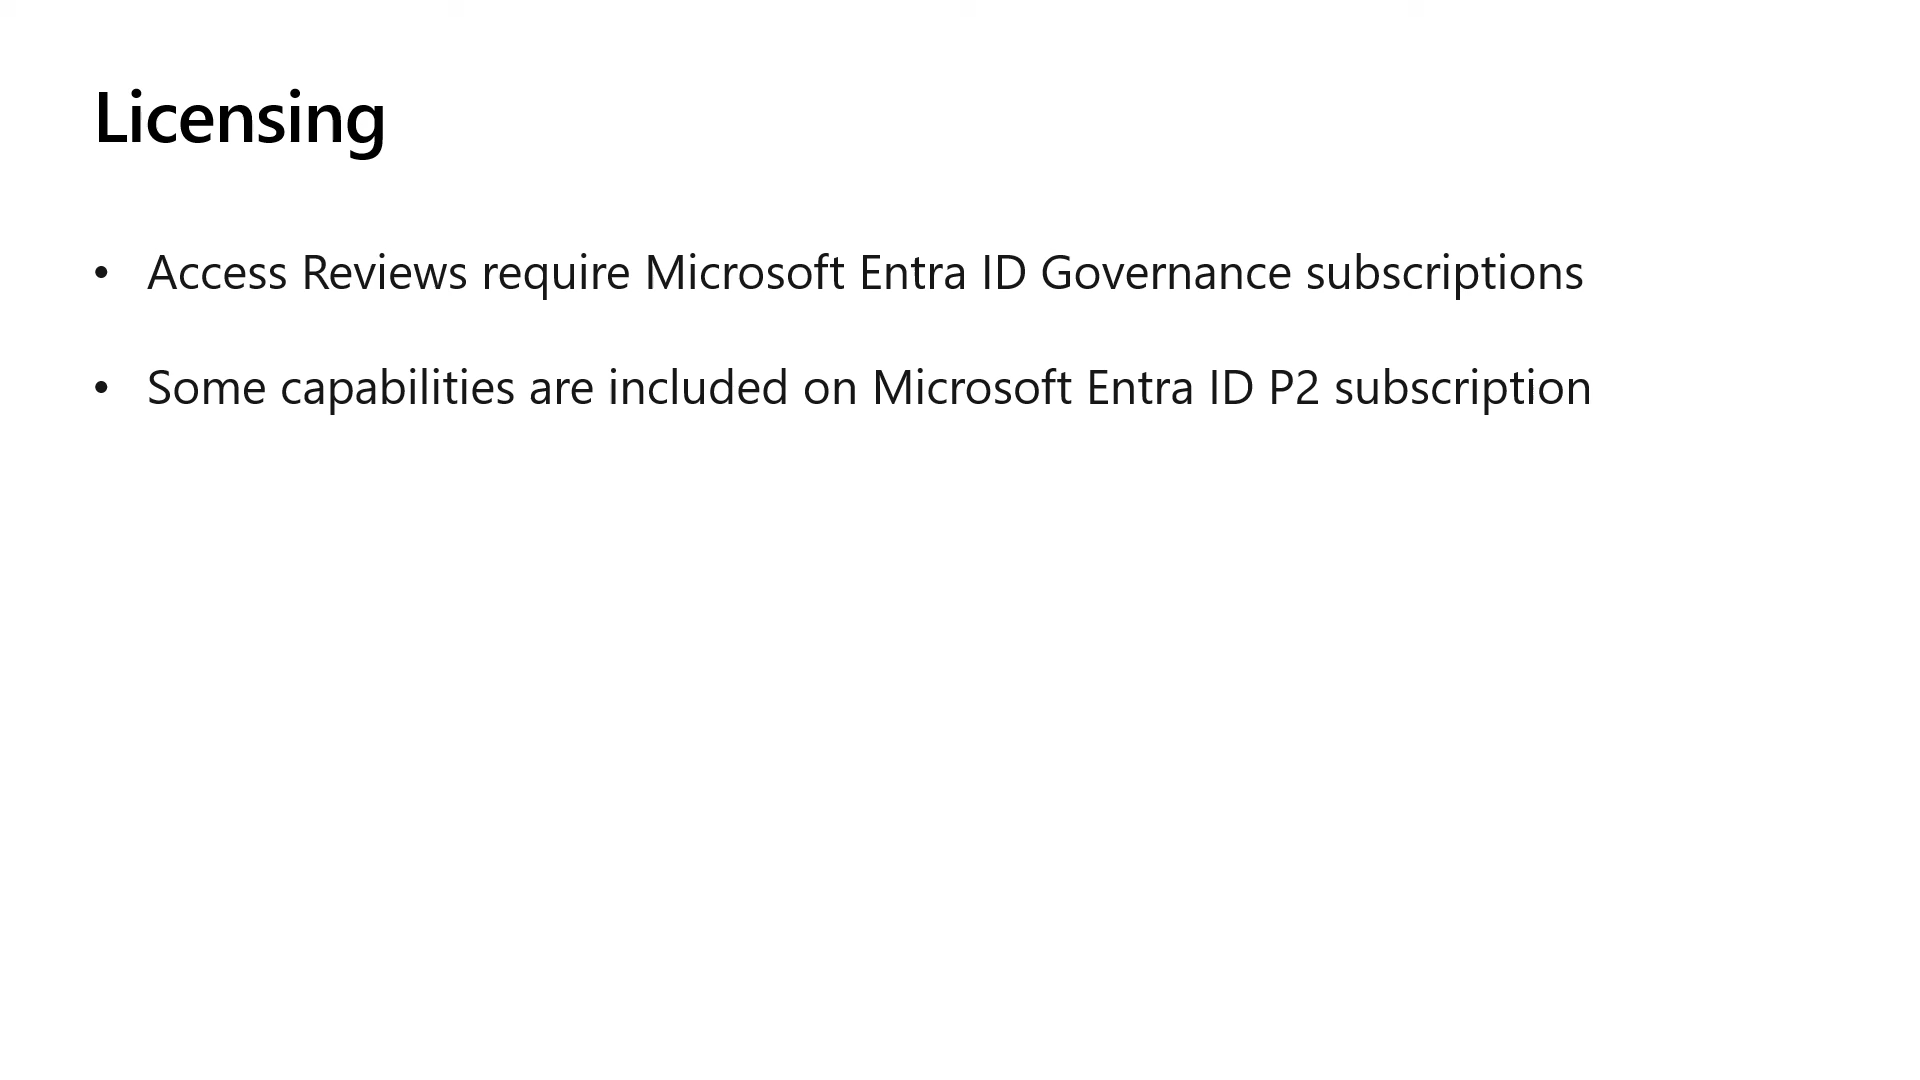 Licensing
• Access Reviews require Microsoft Entra ID Governance subscriptions
• Some capabilities are included on Microsoft Entra ID P2 subscription